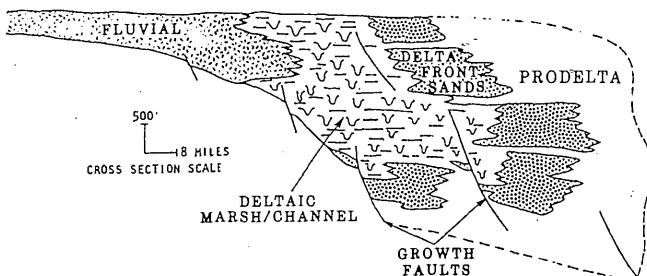 FLUVIAL
DELTA
FRONT
SANDS
PRODELTA
500'
8 MILES
CROSS SECTION SCALE
DELTAIC
MARSH/CHANNEL
GROWTH
FAULTS